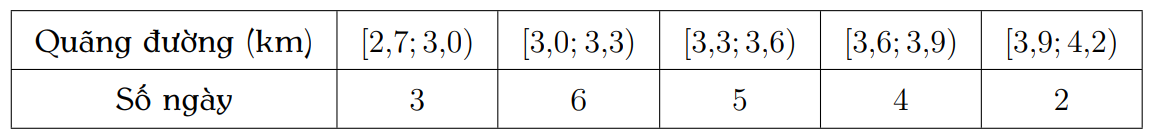 Quãng đường (km) [2,7; 3,0) [3,0; 3,3) [3,3; 3,6) [3,6; 3,9) [3,9; 4,2)
Số ngày 3 6 5 4 2